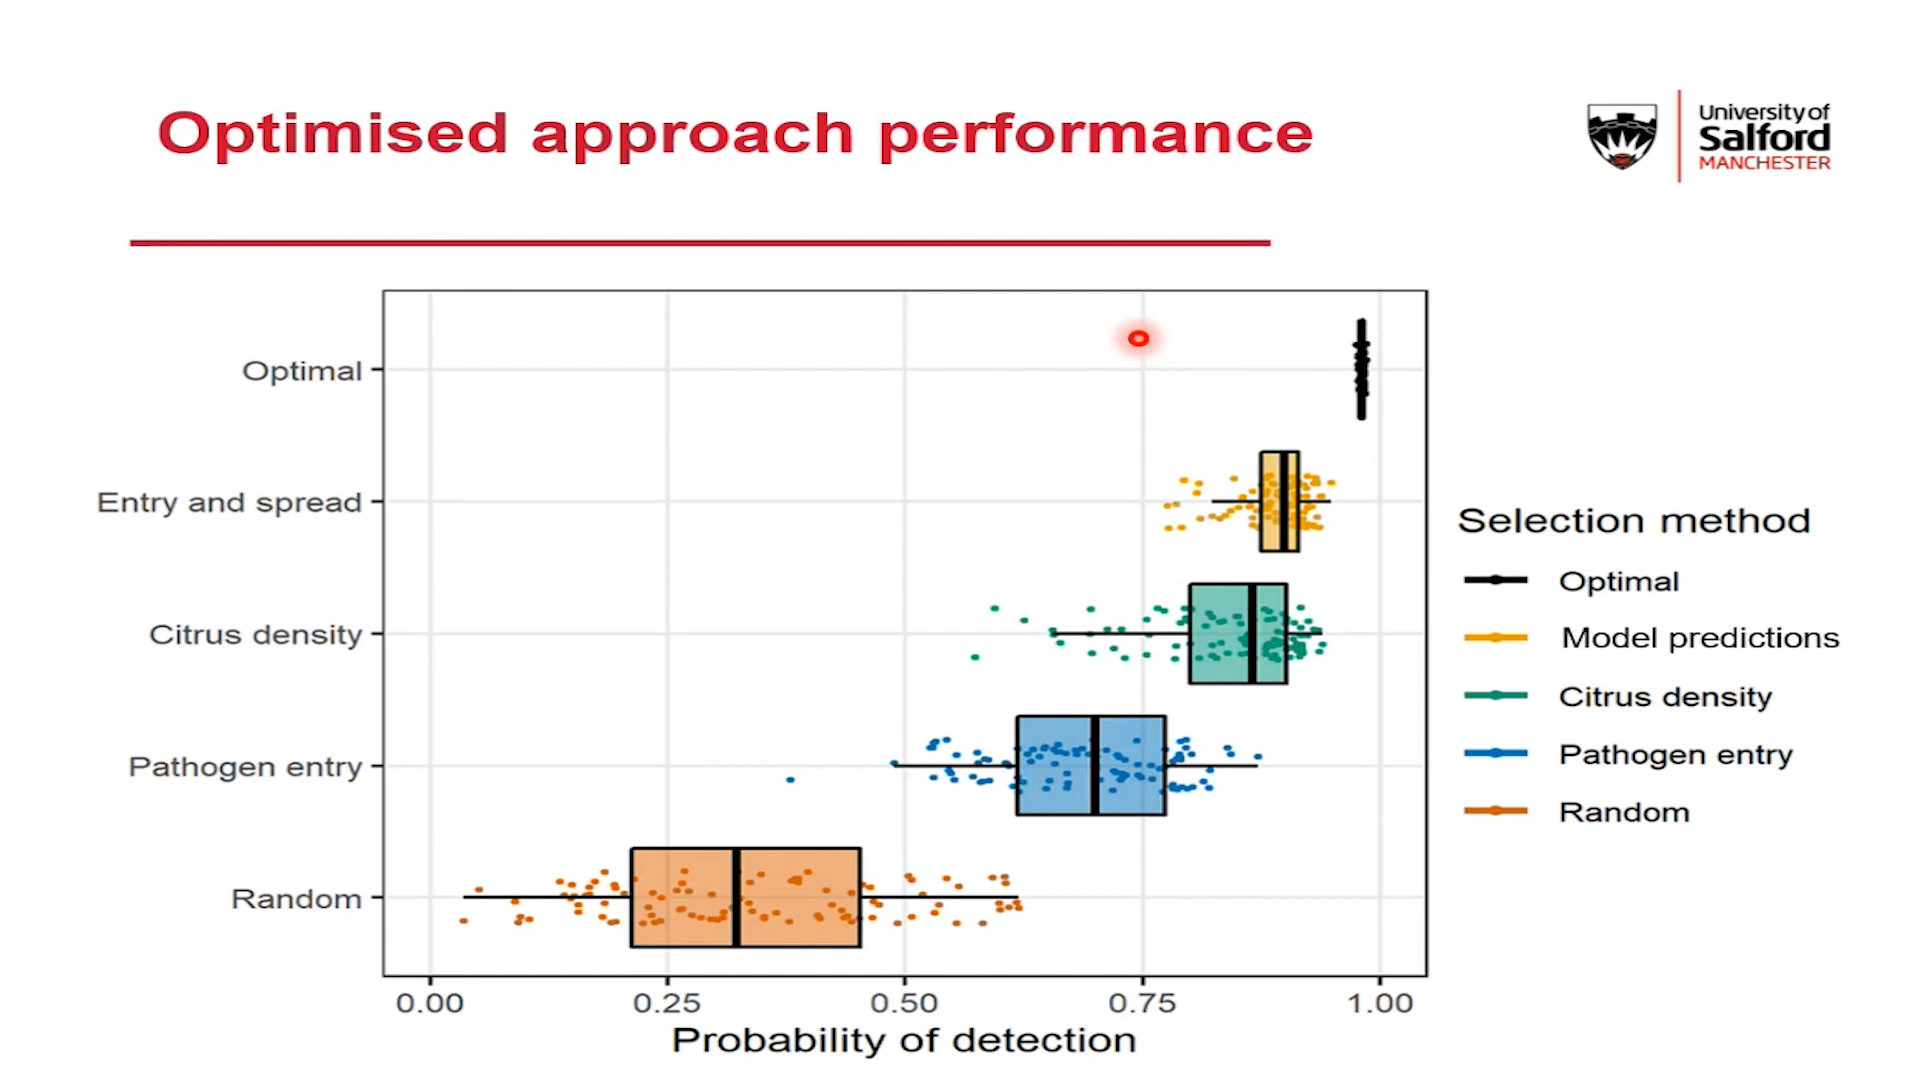 Optimised approach performance
University of
Salford
MANCHESTER
Optimal
Entry and spread
Citrus density
Pathogen entry
Random
0.00 0.25 0.50 0.75 1.00
Probability of detection
Selection method
Optimal
Model predictions
Citrus density
Pathogen entry
Random